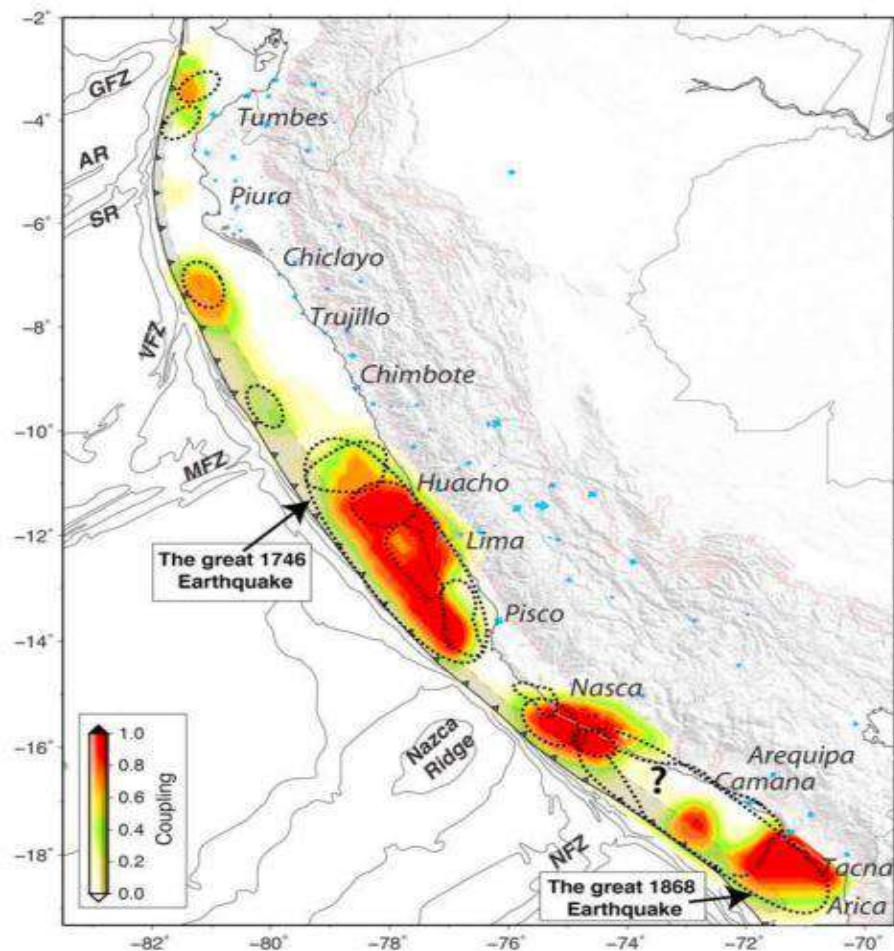 −2°
−4°
−6°
−8°
−10°
−12°
−14°
−16°
−18°
GFZ
AR
SR
VFZ
MFZ
Tumbes
Piura
Chiclayo
Trujillo
Chimbote
Huacho
Lima
The great 1746
Earthquake
Pisco
Nasca
Nazca
Ridge
?
Arequipa
Camana
NFZ
Tacna
The great 1868
Earthquake
Arica
1.0
0.8
0.6
0.4
0.2
0.0
Coupling
−82°
−80°
−78°
−76°
−74°
−72°
−70°